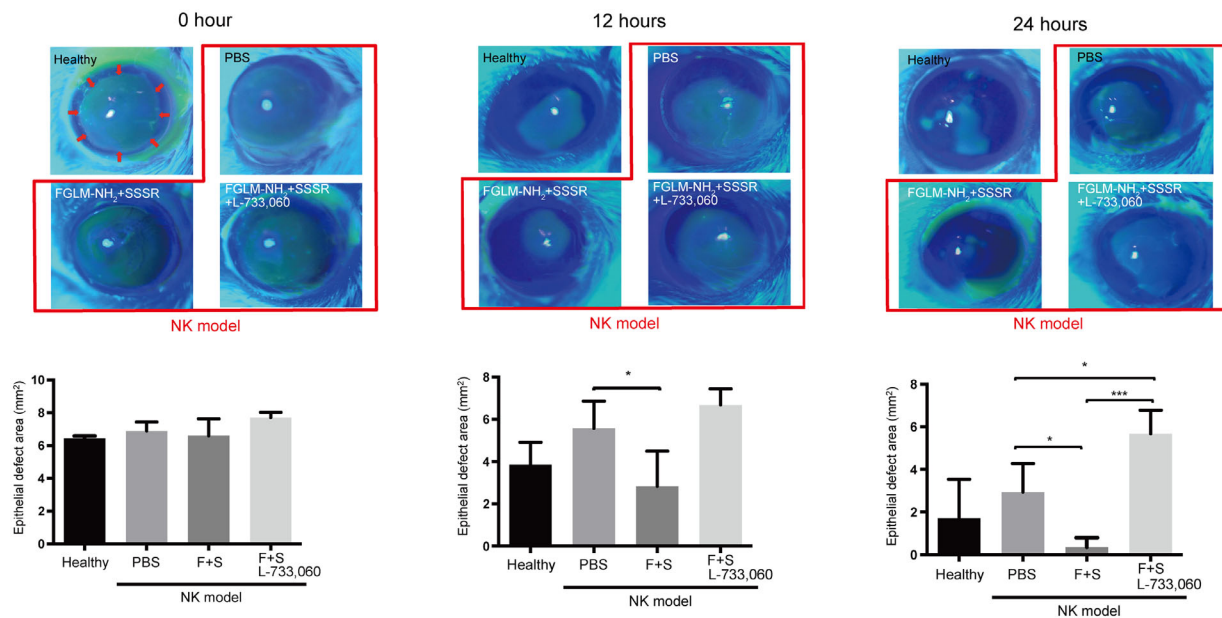 0 hour
Healthy
PBS
FGLM-NH2+SSSR
FGLM-NH2+SSSR
+L-733,060
NK model
12 hours
Healthy
PBS
FGLM-NH2+SSSR
FGLM-NH2+SSSR
+L-733,060
NK model
24 hours
Healthy
PBS
FGLM-NH2+SSSR
FGLM-NH2+SSSR
+L-733,060
NK model
Epithelial defect area (mm2)
10
8
6
4
2
0
Healthy
PBS
F+S
F+S
L-733,060
NK model
Epithelial defect area (mm2)
8
6
4
2
0
*
Healthy
PBS
F+S
F+S
L-733,060
NK model
Epithelial defect area (mm2)
8
6
4
2
0
*
***
*
Healthy
PBS
F+S
F+S
L-733,060
NK model